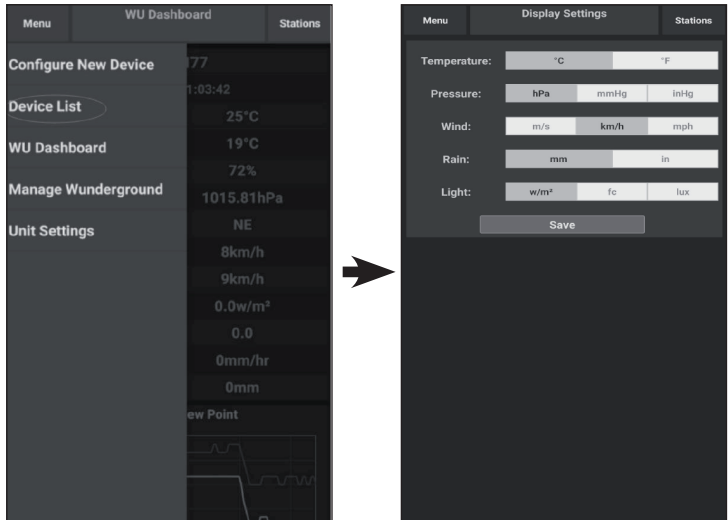 Menu WU Dashboard Stations
Configure New Device
Device List
WU Dashboard
Manage Wunderground
Unit Settings
I77
1:03:42
25°C
19°C
72%
1015.81hPa
NE
8km/h
9km/h
0.0w/m²
0.0
0mm/hr
0mm
ew Point
Menu Display Settings Stations
Temperature: °C °F
Pressure: hPa mmHg inHg
Wind: m/s km/h mph
Rain: mm in
Light: w/m² fc lux
Save